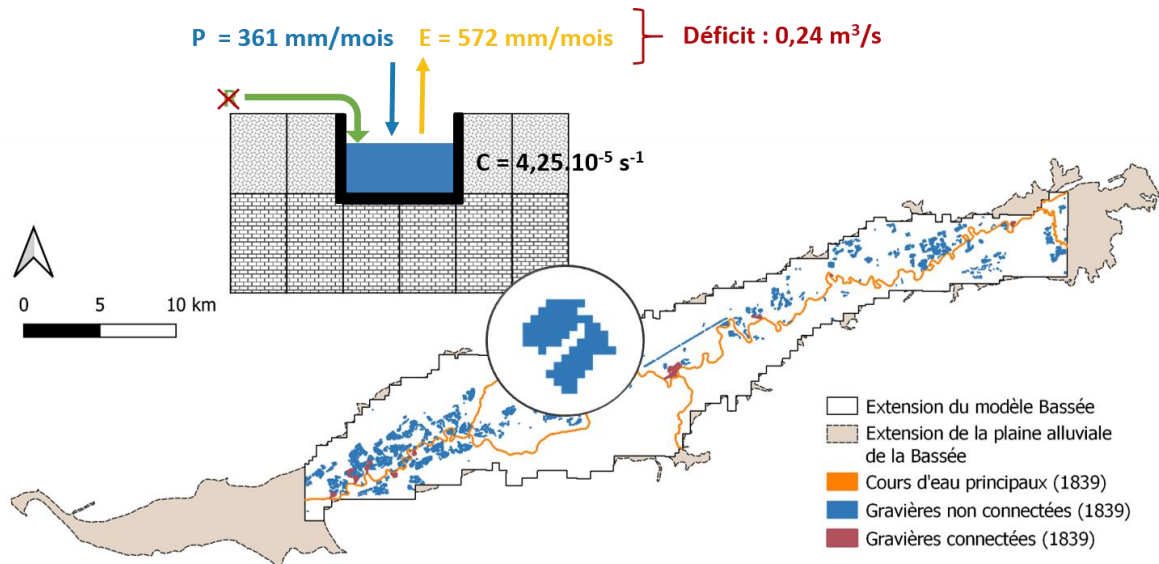 P = 361 mm/mois E = 572 mm/mois Déficit : 0,24 m³/s
R
C = 4,25.10⁻⁵ s⁻¹
0 5 10 km
Extension du modèle Bassée
Extension de la plaine alluviale
de la Bassée
Cours d'eau principaux (1839)
Gravières non connectées (1839)
Gravières connectées (1839)